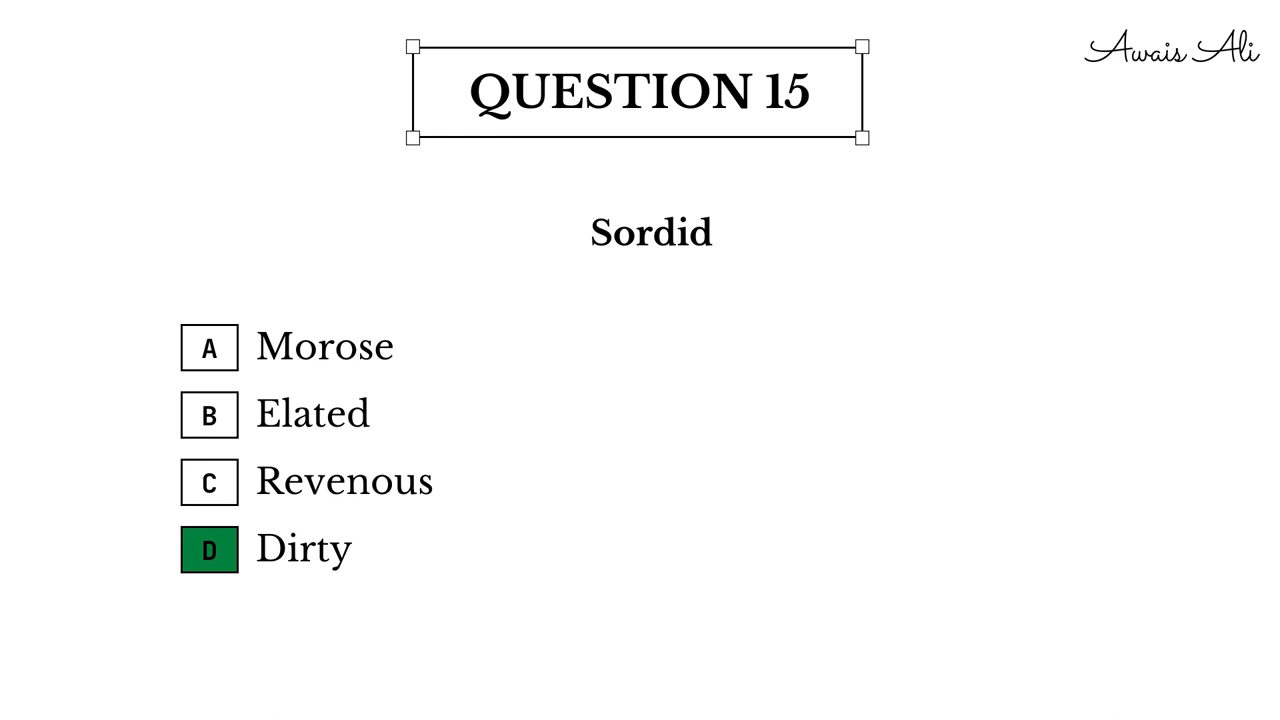 Awais Ali
QUESTION 15
Sordid
A Morose
B Elated
C Revenous
D Dirty